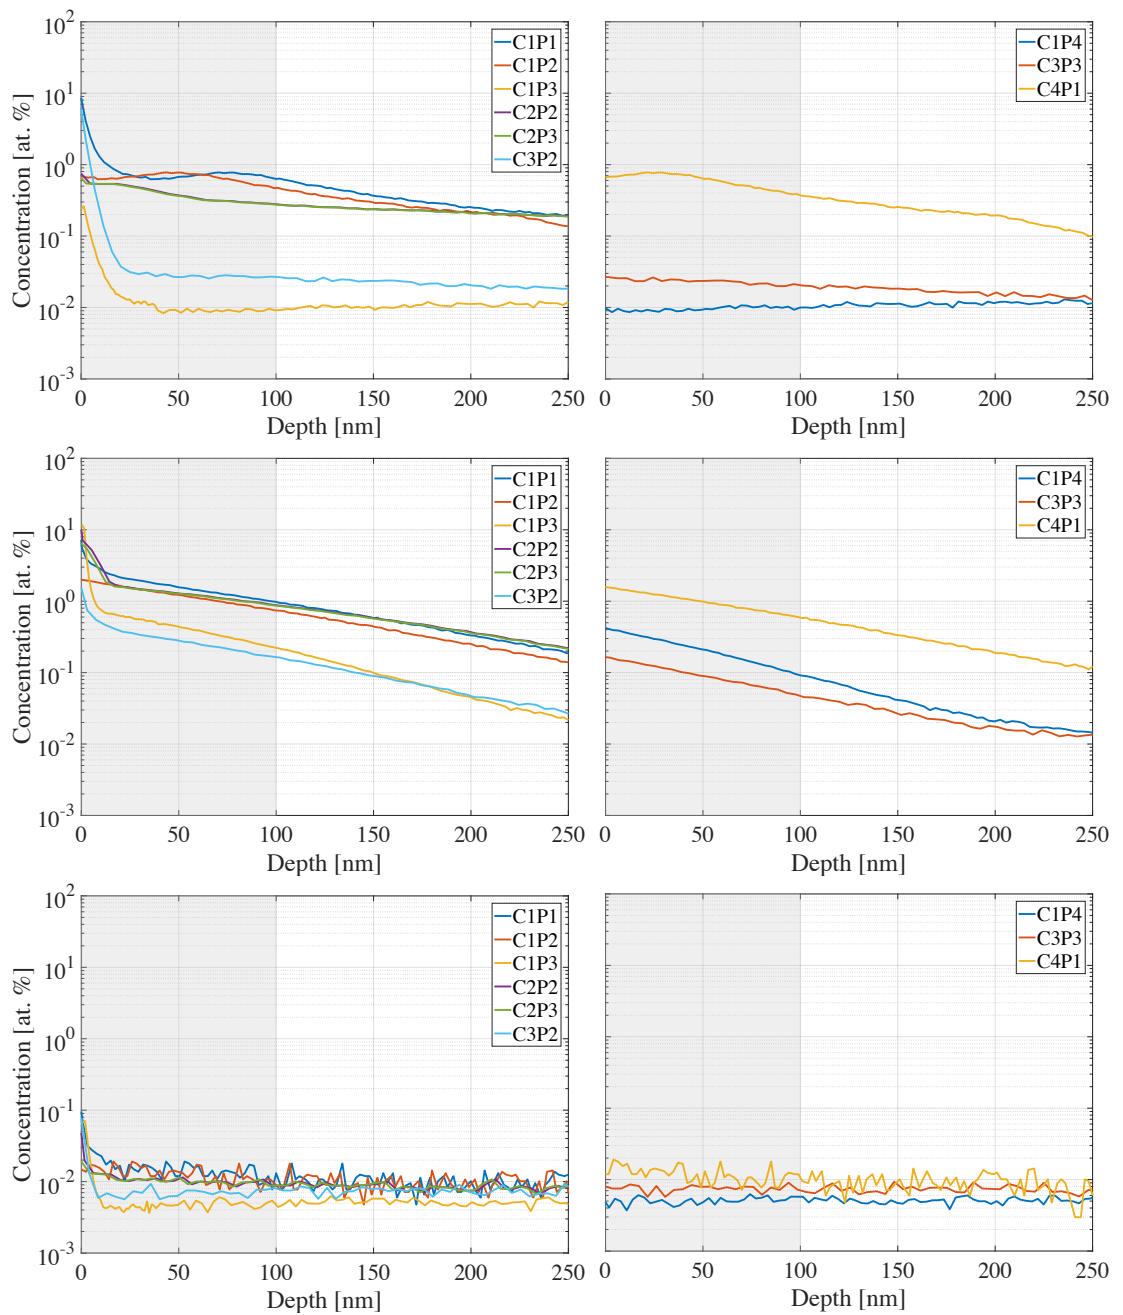 10^2
10^1
10^0
10^-1
10^-2
10^-3
Concentration [at. %]
C1P1
C1P2
C1P3
C2P2
C2P3
C3P2
0 50 100 150 200 250
Depth [nm]
C1P4
C3P3
C4P1
0 50 100 150 200 250
Depth [nm]
10^2
10^1
10^0
10^-1
10^-2
10^-3
Concentration [at. %]
C1P1
C1P2
C1P3
C2P2
C2P3
C3P2
0 50 100 150 200 250
Depth [nm]
C1P4
C3P3
C4P1
0 50 100 150 200 250
Depth [nm]
10^2
10^1
10^0
10^-1
10^-2
10^-3
Concentration [at. %]
C1P1
C1P2
C1P3
C2P2
C2P3
C3P2
0 50 100 150 200 250
Depth [nm]
C1P4
C3P3
C4P1
0 50 100 150 200 250
Depth [nm]